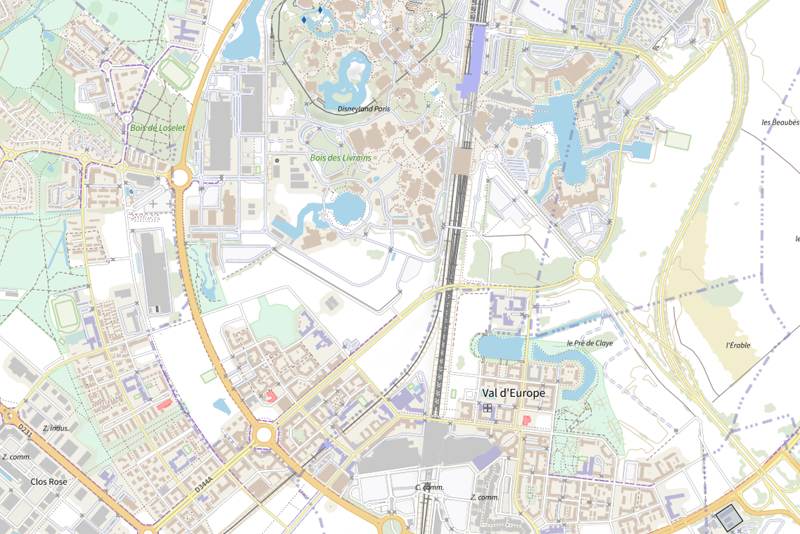 Disneyland Paris
les Beaubes
Bois de Loselet
Bois des Livrains
le Pré de Claye
l'Érable
Val d'Europe
D231
Z. indus.
Z. comm.
Clos Rose
D344A
C. comm.
Z. comm.